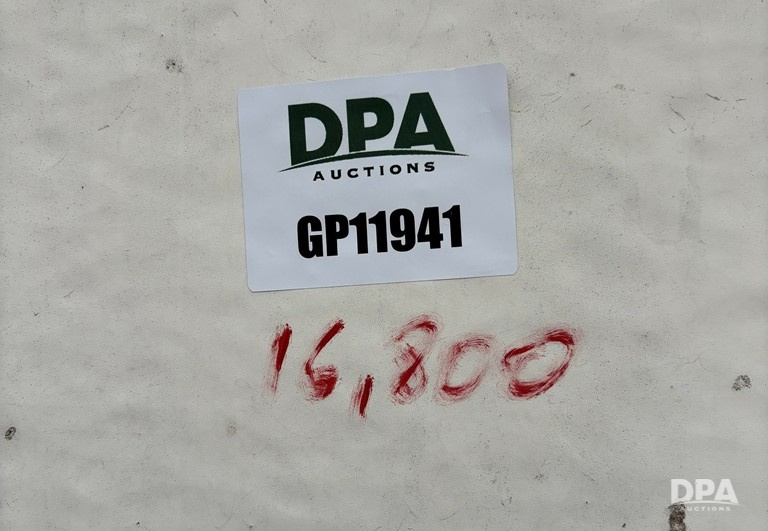 DPA
AUCTIONS
GP11941
16,800
DPA
AUCTIONS